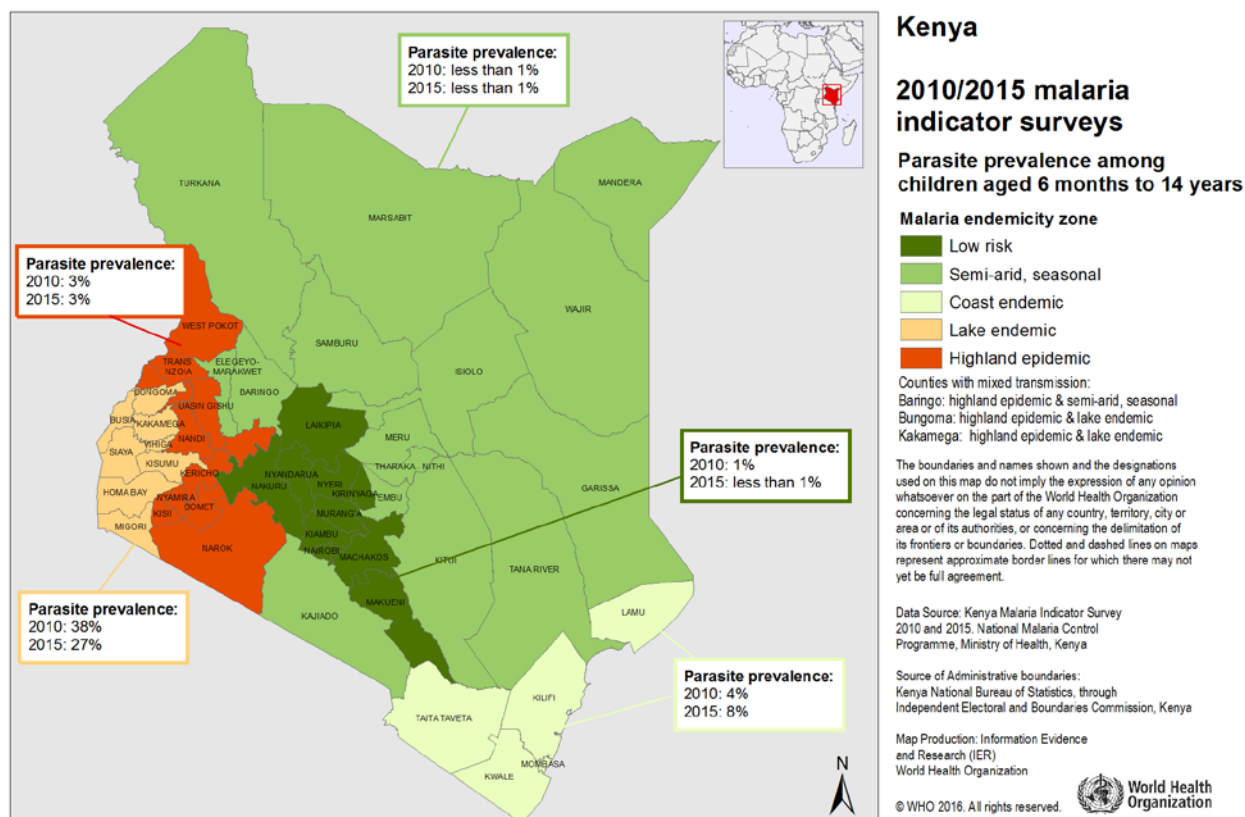 Parasite prevalence:
2010: less than 1%
2015: less than 1%
TURKANA
MARSABIT
MANDERA
Parasite prevalence:
2010: 3%
2015: 3%
WEST POKOT
WAJIR
SAMBURU
TRANS
NZOIA
ELEGEYO-
MARAKWET
ISIOLO
BUNGOMA
DARINGO
UASIN GISHU
BUSIA
KAKAMEGA
LAIKIPIA
NANDI
MERU
SIAYA
VIHIGA
KISUMU
THARAKA - NITHI
KERICHO
NYANDARUA
NYERI
NAKURU
KIRINYAGA
EMBU
HOMA BAY
NYAMIRA
KISII
DOMET
MURANG'A
GARISSA
MIGORI
KIAMBU
NAROK
NAIROBI
MACHAKOS
KITUI
TANA RIVER
MAKUENI
KAJIADO
LAMU
Parasite prevalence:
2010: 1%
2015: less than 1%
Parasite prevalence:
2010: 38%
2015: 27%
Parasite prevalence:
2010: 4%
2015: 8%
KILIFI
TAITA TAVETA
MOMBASA
KWALE
N
Kenya
2010/2015 malaria
indicator surveys
Parasite prevalence among
children aged 6 months to 14 years
Malaria endemicity zone
Low risk
Semi-arid, seasonal
Coast endemic
Lake endemic
Highland epidemic
Counties with mixed transmission:
Baringo: highland epidemic & semi-arid, seasonal
Bungoma: highland epidemic & lake endemic
Kakamega: highland epidemic & lake endemic
The boundaries and names shown and the designations
used on this map do not imply the expression of any opinion
whatsoever on the part of the World Health Organization
concerning the legal status of any country, territory, city or
area or of its authorities, or concerning the delimitation of
its frontiers or boundaries. Dotted and dashed lines on maps
represent approximate border lines for which there may not
yet be full agreement.
Data Source: Kenya Malaria Indicator Survey
2010 and 2015. National Malaria Control
Programme, Ministry of Health, Kenya
Source of Administrative boundaries:
Kenya National Bureau of Statistics, through
Independent Electoral and Boundaries Commission, Kenya
Map Production: Information Evidence
and Research (IER)
World Health Organization
© WHO 2016. All rights reserved.
World Health
Organization